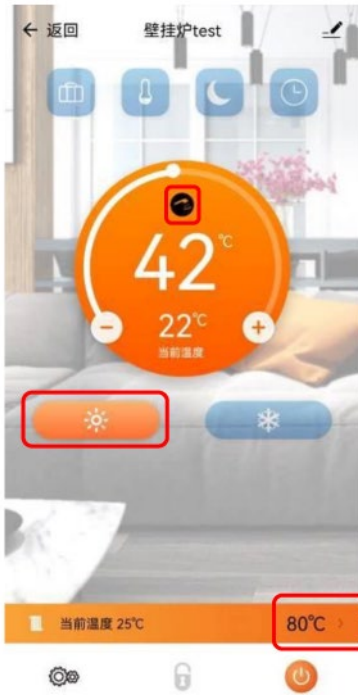 ← 返回 壁挂炉test
42℃
22℃
当前温度
当前温度 25℃ 80℃ >